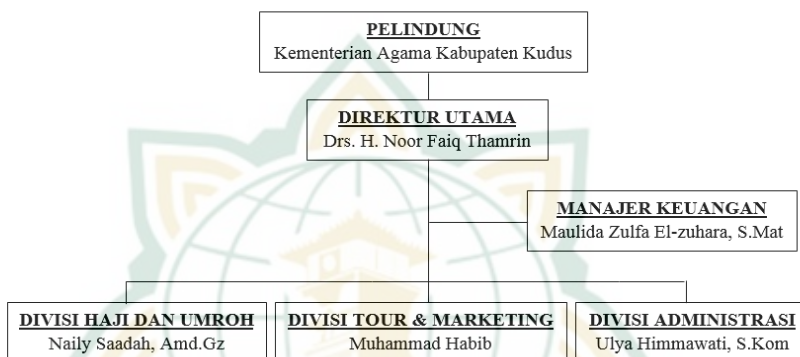 PELINDUNG
Kementerian Agama Kabupaten Kudus
DIREKTUR UTAMA
Drs. H. Noor Faiq Thamrin
MANAJER KEUANGAN
Maulida Zulfa El-zuhara, S.Mat
DIVISI HAJI DAN UMROH
Naily Saadah, Amd.Gz
DIVISI TOUR & MARKETING
Muhammad Habib
DIVISI ADMINISTRASI
Ulya Himmawati, S.Kom